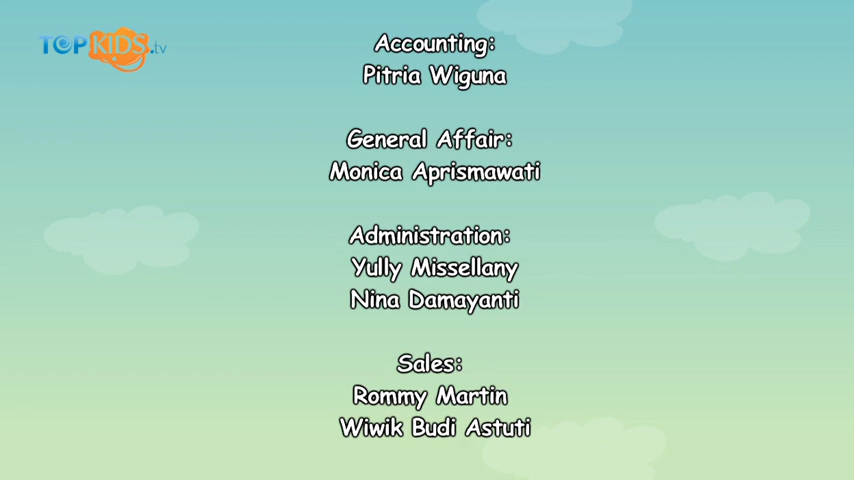 TOPKIDS.tv
Accounting:
Pitria Wiguna
General Affair:
Monica Aprismawati
Administration:
Yully Missellany
Nina Damayanti
Sales:
Rommy Martin
Wiwik Budi Astuti